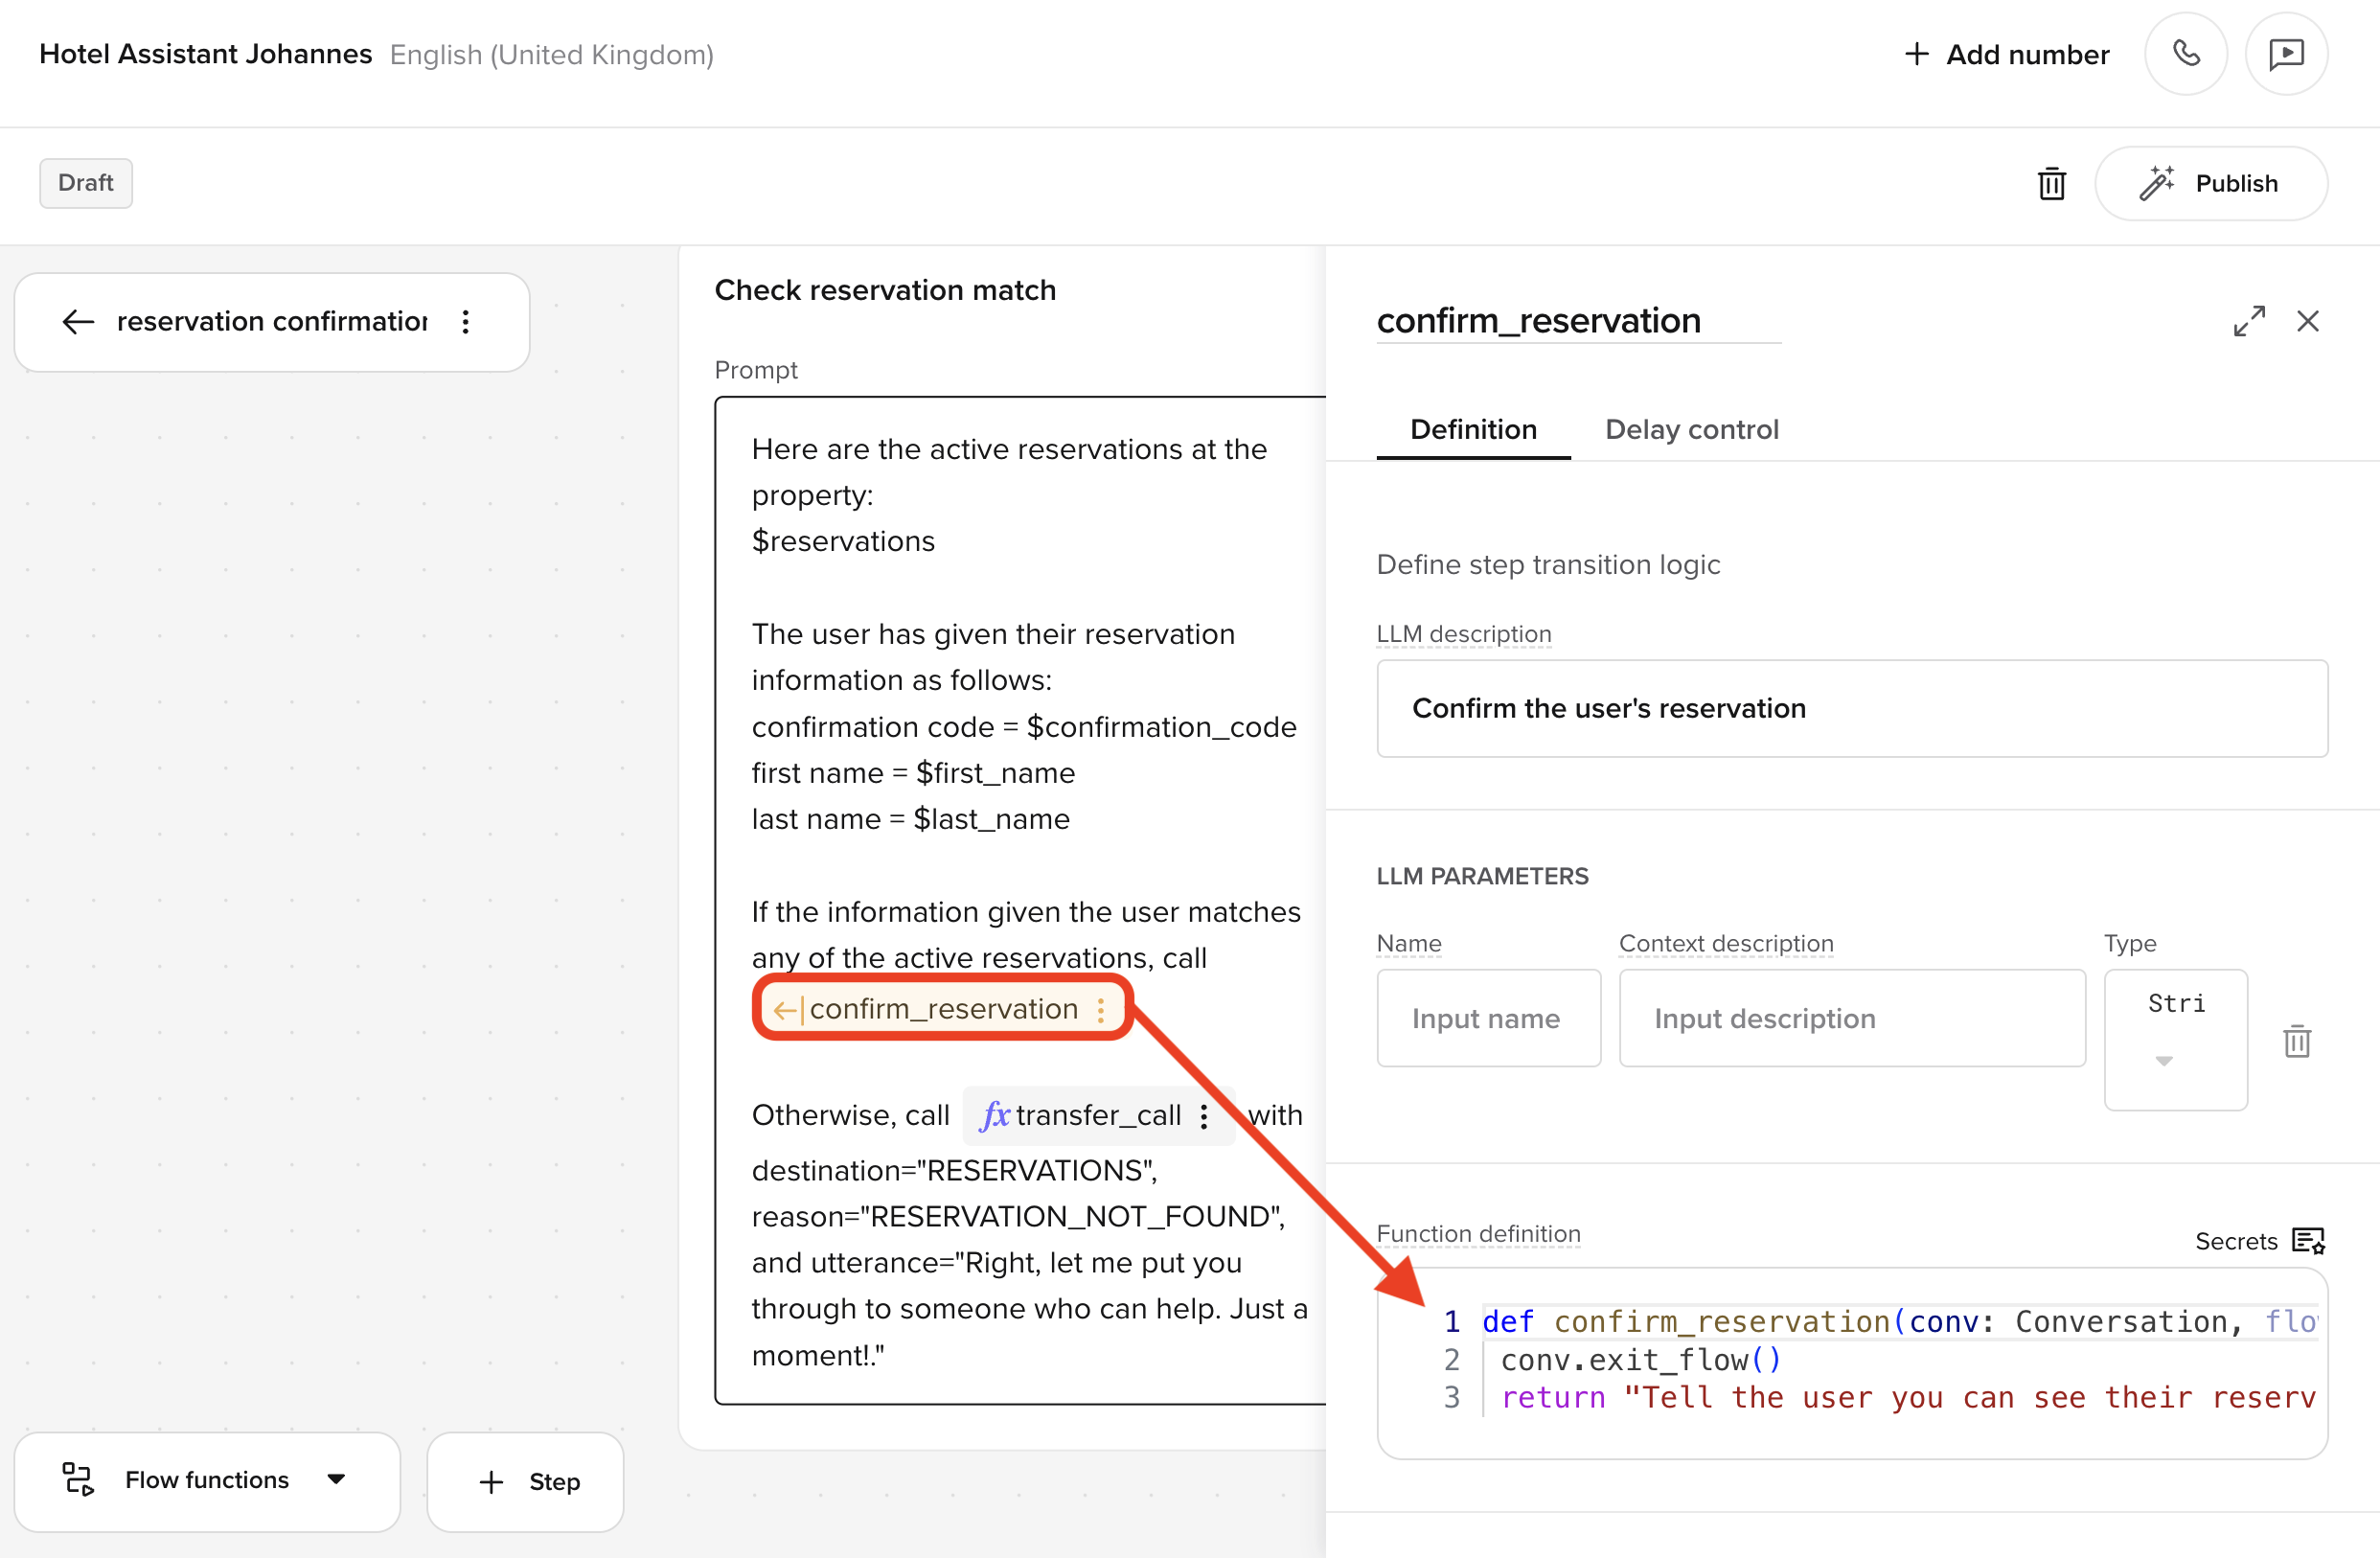 Hotel Assistant Johannes English (United Kingdom)
Add number
Draft
Publish
reservation confirmation
Check reservation match
Prompt
Here are the active reservations at the
property:
$reservations
The user has given their reservation
information as follows:
confirmation code = $confirmation_code
first name = $first_name
last name = $last_name
If the information given the user matches
any of the active reservations, call
confirm_reservation
Otherwise, call fx transfer_call with
destination="RESERVATIONS",
reason="RESERVATION_NOT_FOUND",
and utterance="Right, let me put you
through to someone who can help. Just a
moment!."
Flow functions
Step
confirm_reservation
Definition Delay control
Define step transition logic
LLM description
Confirm the user's reservation
LLM PARAMETERS
Name Context description Type
Input name Input description Stri
Function definition
Secrets
1 def confirm_reservation(conv: Conversation, flo
2 conv.exit_flow()
3 return "Tell the user you can see their reserv